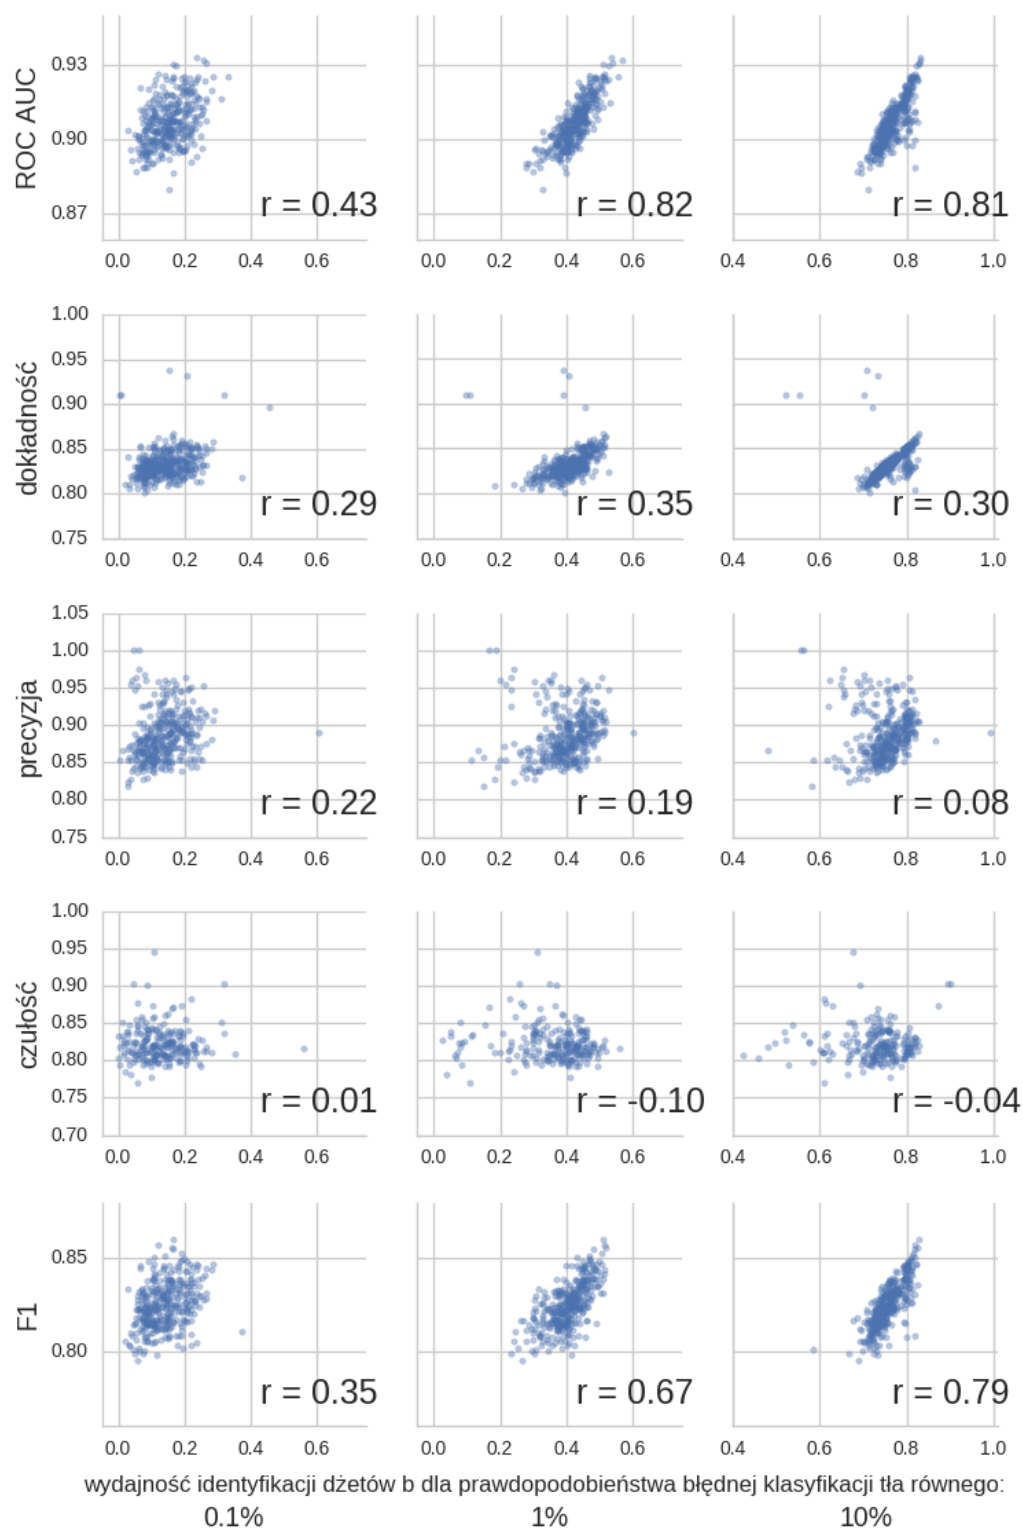 ROC AUC
0.93
0.90
0.87
r = 0.43
r = 0.82
r = 0.81
0.0 0.2 0.4 0.6
0.0 0.2 0.4 0.6
0.4 0.6 0.8 1.0
dokładność
1.00
0.95
0.90
0.85
0.80
0.75
r = 0.29
r = 0.35
r = 0.30
0.0 0.2 0.4 0.6
0.0 0.2 0.4 0.6
0.4 0.6 0.8 1.0
precyzja
1.05
1.00
0.95
0.90
0.85
0.80
0.75
r = 0.22
r = 0.19
r = 0.08
0.0 0.2 0.4 0.6
0.0 0.2 0.4 0.6
0.4 0.6 0.8 1.0
czułość
1.00
0.95
0.90
0.85
0.80
0.75
0.70
r = 0.01
r = -0.10
r = -0.04
0.0 0.2 0.4 0.6
0.0 0.2 0.4 0.6
0.4 0.6 0.8 1.0
F1
0.85
0.80
r = 0.35
r = 0.67
r = 0.79
0.0 0.2 0.4 0.6
0.0 0.2 0.4 0.6
0.4 0.6 0.8 1.0
wydajność identyfikacji dżetów b dla prawdopodobieństwa błędnej klasyfikacji tła równego:
0.1% 1% 10%